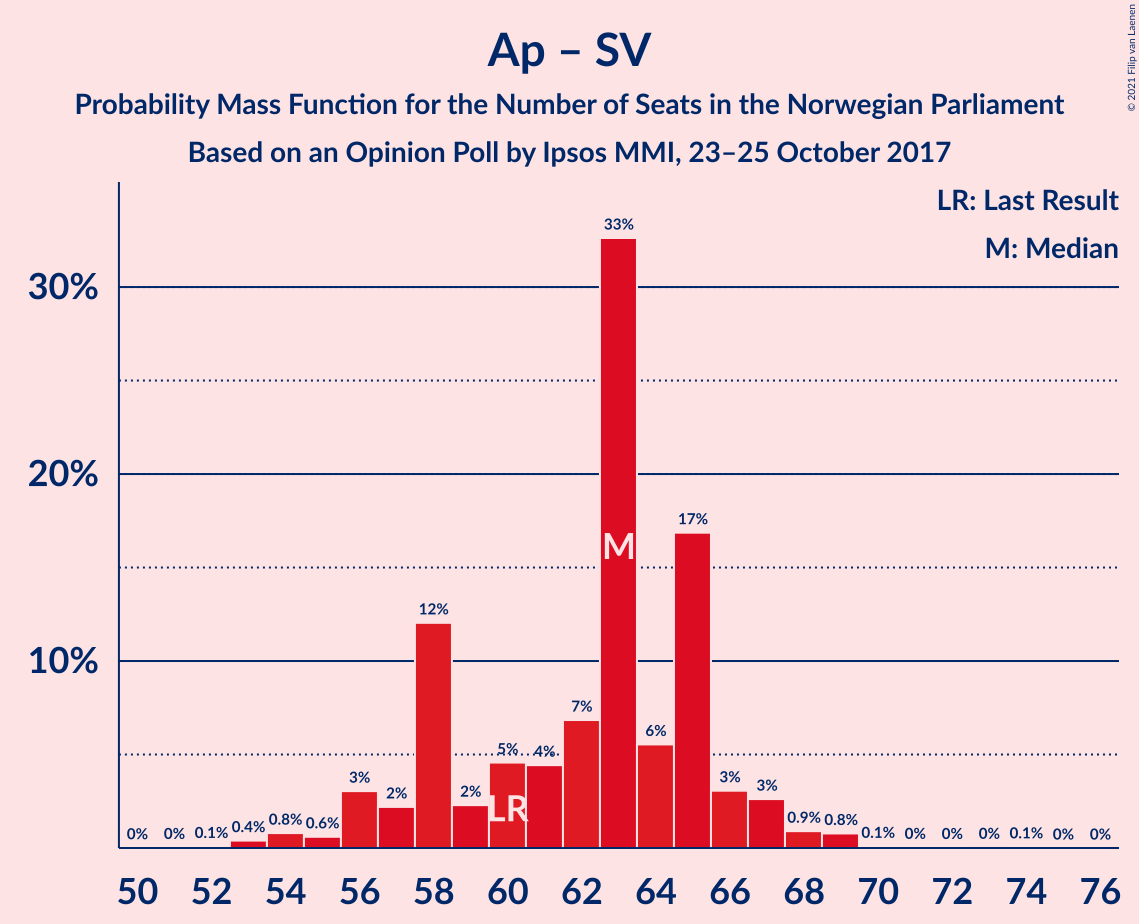 Ap – SV
Probability Mass Function for the Number of Seats in the Norwegian Parliament
Based on an Opinion Poll by Ipsos MMI, 23–25 October 2017
© 2021 Filip van Laenen
LR: Last Result
M: Median
30%
20%
10%
0% 0% 0.1% 0.4% 0.8% 0.6% 3% 2% 12% 2% 5% 4% 7% 33% 6% 17% 3% 3% 0.9% 0.8% 0.1% 0% 0% 0% 0.1% 0% 0%
M
LR
50 52 54 56 58 60 62 64 66 68 70 72 74 76